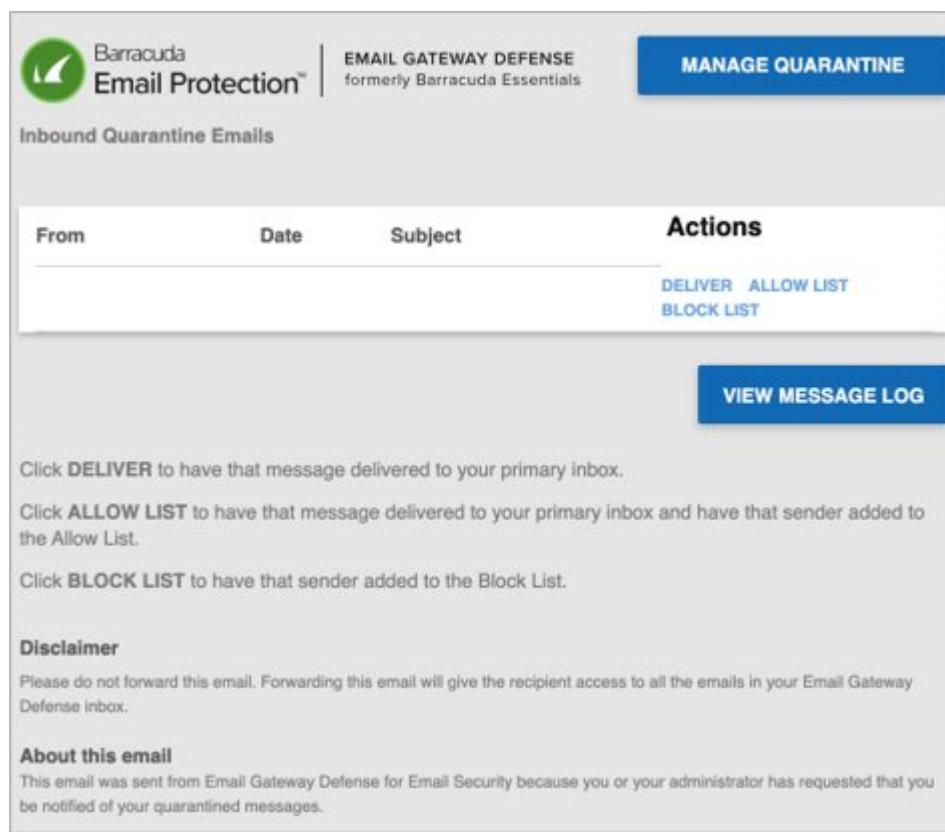 Barracuda
Email Protection™
EMAIL GATEWAY DEFENSE
formerly Barracuda Essentials
MANAGE QUARANTINE
Inbound Quarantine Emails
From Date Subject Actions
DELIVER ALLOW LIST
BLOCK LIST
VIEW MESSAGE LOG
Click DELIVER to have that message delivered to your primary inbox.
Click ALLOW LIST to have that message delivered to your primary inbox and have that sender added to
the Allow List.
Click BLOCK LIST to have that sender added to the Block List.
Disclaimer
Please do not forward this email. Forwarding this email will give the recipient access to all the emails in your Email Gateway
Defense inbox.
About this email
This email was sent from Email Gateway Defense for Email Security because you or your administrator has requested that you
be notified of your quarantined messages.